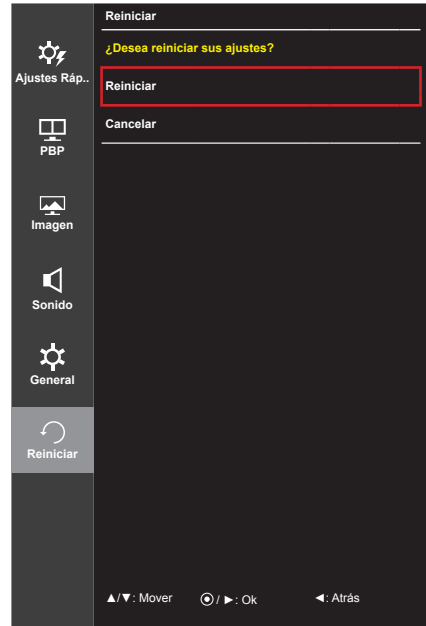 Reiniciar
¿Desea reiniciar sus ajustes?
Reiniciar
Cancelar
Ajustes Ráp..
PBP
Imagen
Sonido
General
Reiniciar
▲/▼: Mover ⦿/ ►: Ok ◄: Atrás